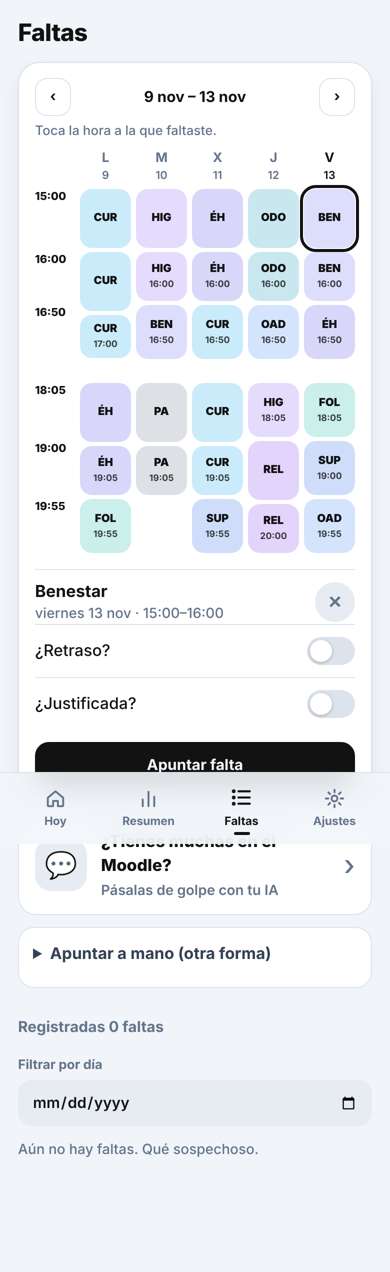 Faltas
‹ 9 nov – 13 nov ›
Toca la hora a la que faltaste.
L M X J V
9 10 11 12 13
15:00 CUR HIG ÉH ODO BEN
16:00 CUR HIG 16:00 ÉH 16:00 ODO 16:00 BEN 16:00
16:50 CUR 17:00 BEN 16:50 CUR 16:50 OAD 16:50 ÉH 16:50
18:05 ÉH PA CUR HIG 18:05 FOL 18:05
19:00 ÉH 19:05 PA 19:05 CUR 19:05 REL SUP 19:00
19:55 FOL 19:55 SUP 19:55 REL 20:00 OAD 19:55
Benestar
viernes 13 nov · 15:00–16:00
¿Retraso?
¿Justificada?
Apuntar falta
Hoy Resumen Faltas Ajustes
¿Tienes muchas en el
Moodle?
Pásalas de golpe con tu IA
Apuntar a mano (otra forma)
Registradas 0 faltas
Filtrar por día
mm/dd/yyyy
Aún no hay faltas. Qué sospechoso.